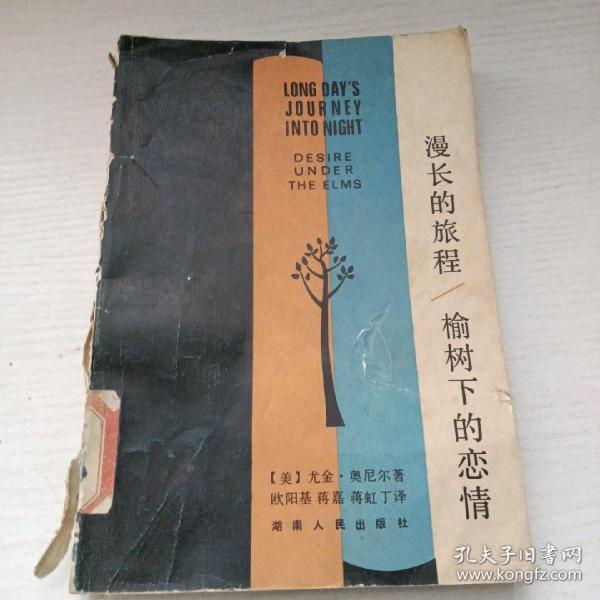 LONG DAY'S
JOURNEY
INTO NIGHT
DESIRE
UNDER
THE ELMS
漫长的旅程/榆树下的恋情
【美】尤金·奥尼尔著
欧阳基 蒋嘉 蒋虹丁译
湖南人民出版社
孔夫子旧书网
www.kongfz.com